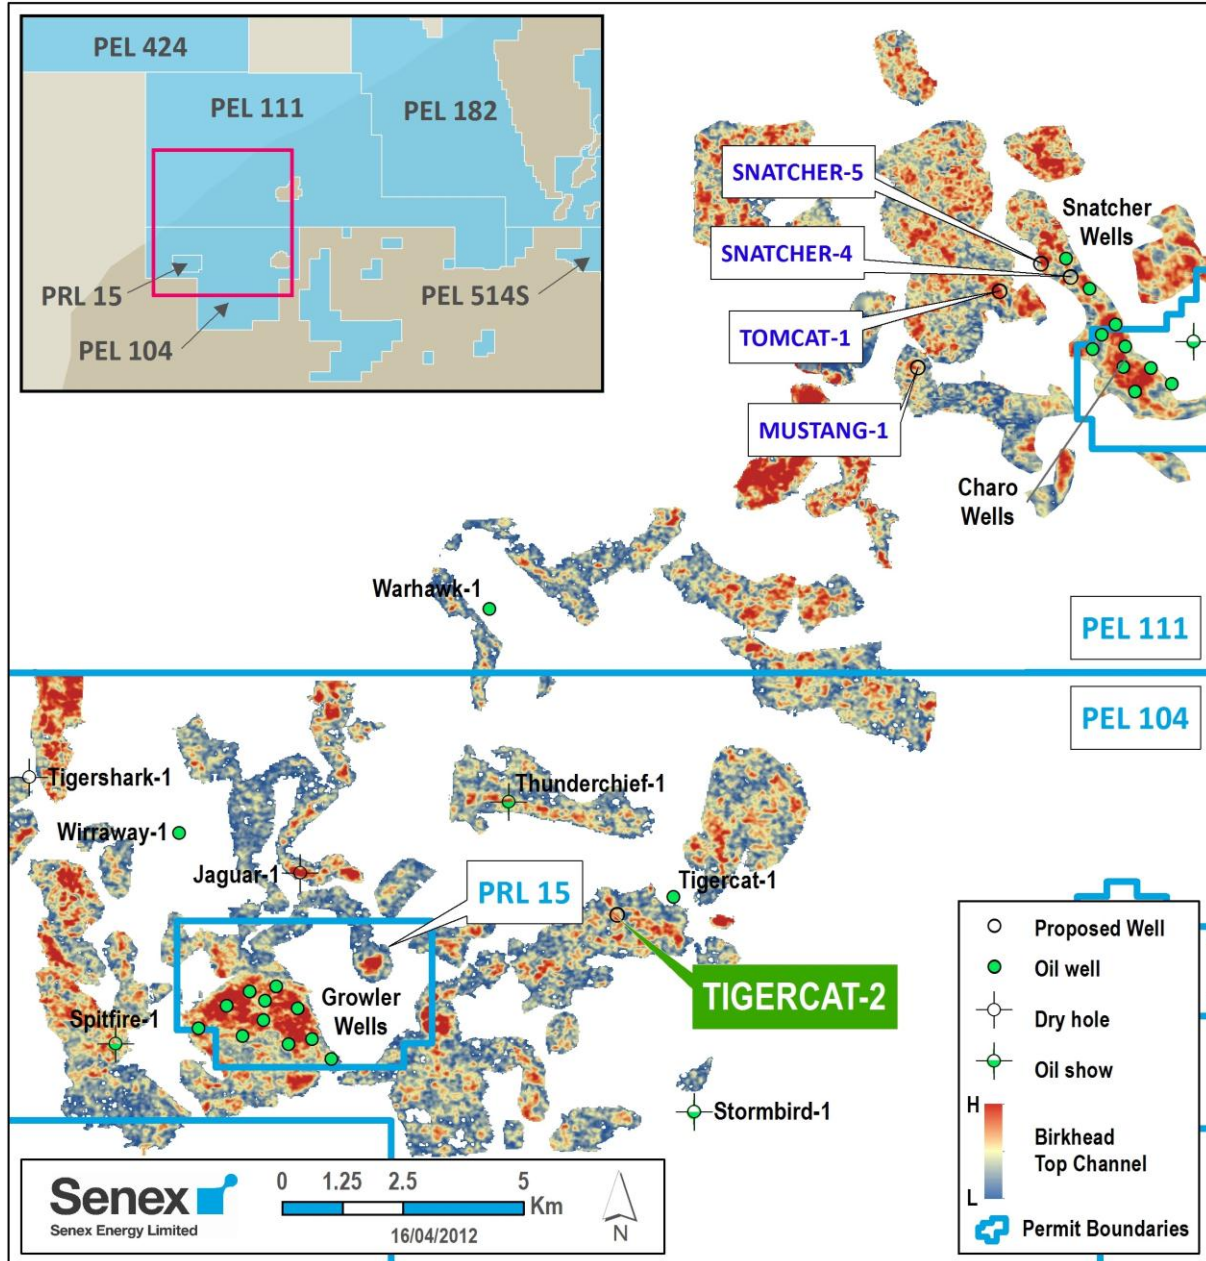 PEL 424
PEL 111
PEL 182
PRL 15
PEL 104
PEL 514S
SNATCHER-5
SNATCHER-4
TOMCAT-1
MUSTANG-1
Snatcher
Wells
Charo
Wells
Warhawk-1
PEL 111
PEL 104
Tigershark-1
Thunderchief-1
Wirraway-1
Jaguar-1
PRL 15
Tigercat-1
TIGERCAT-2
Growler
Wells
Spitfire-1
Stormbird-1
Proposed Well
Oil well
Dry hole
Oil show
H
Birkhead
Top Channel
L
Permit Boundaries
Senex
Senex Energy Limited
0 1.25 2.5 5
Km
16/04/2012
N